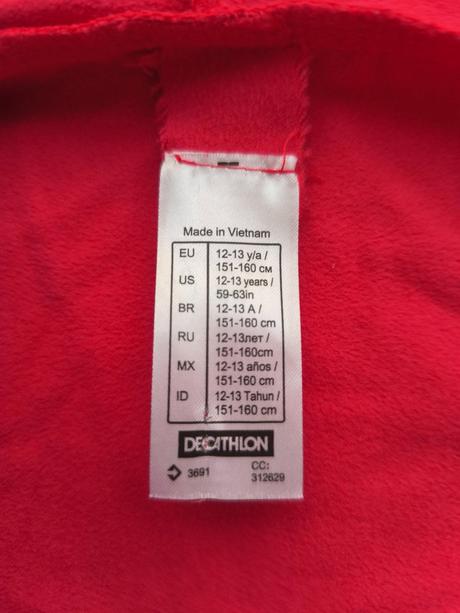 Made in Vietnam
EU 12-13 y/a /
151-160 см
US 12-13 years /
59-63in
BR 12-13 A /
151-160 cm
RU 12-13лет /
151-160cm
MX 12-13 años /
151-160 cm
ID 12-13 Tahun /
151-160 cm
DECATHLON
3691 CC:
312629